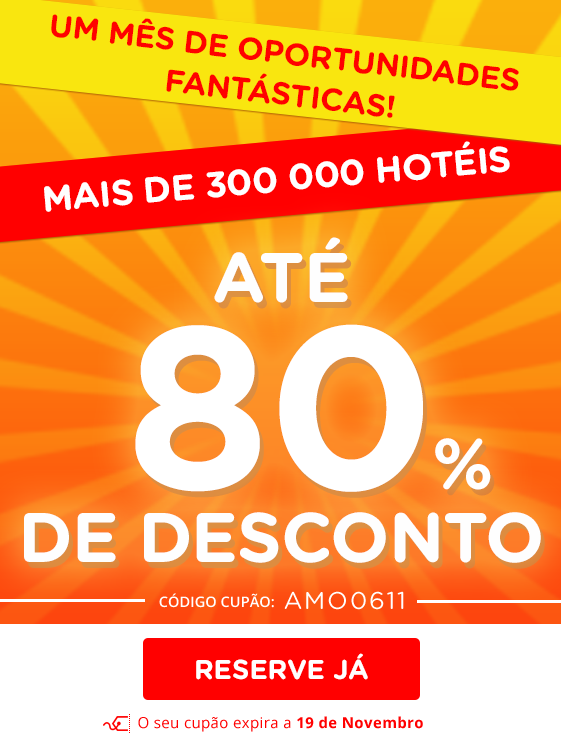 UM MÊS DE OPORTUNIDADES
FANTÁSTICAS!
MAIS DE 300 000 HOTÉIS
ATÉ
80%
DE DESCONTO
CÓDIGO CUPÃO: AMO0611
RESERVE JÁ
O seu cupão expira a 19 de Novembro